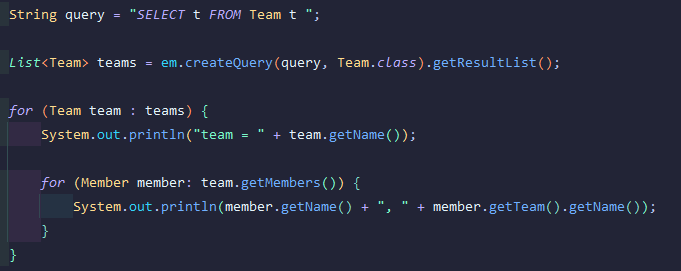 String query = "SELECT t FROM Team t ";
List<Team> teams = em.createQuery(query, Team.class).getResultList();
for (Team team : teams) {
System.out.println("team = " + team.getName());
for (Member member: team.getMembers()) {
System.out.println(member.getName() + ", " + member.getTeam().getName());
}
}